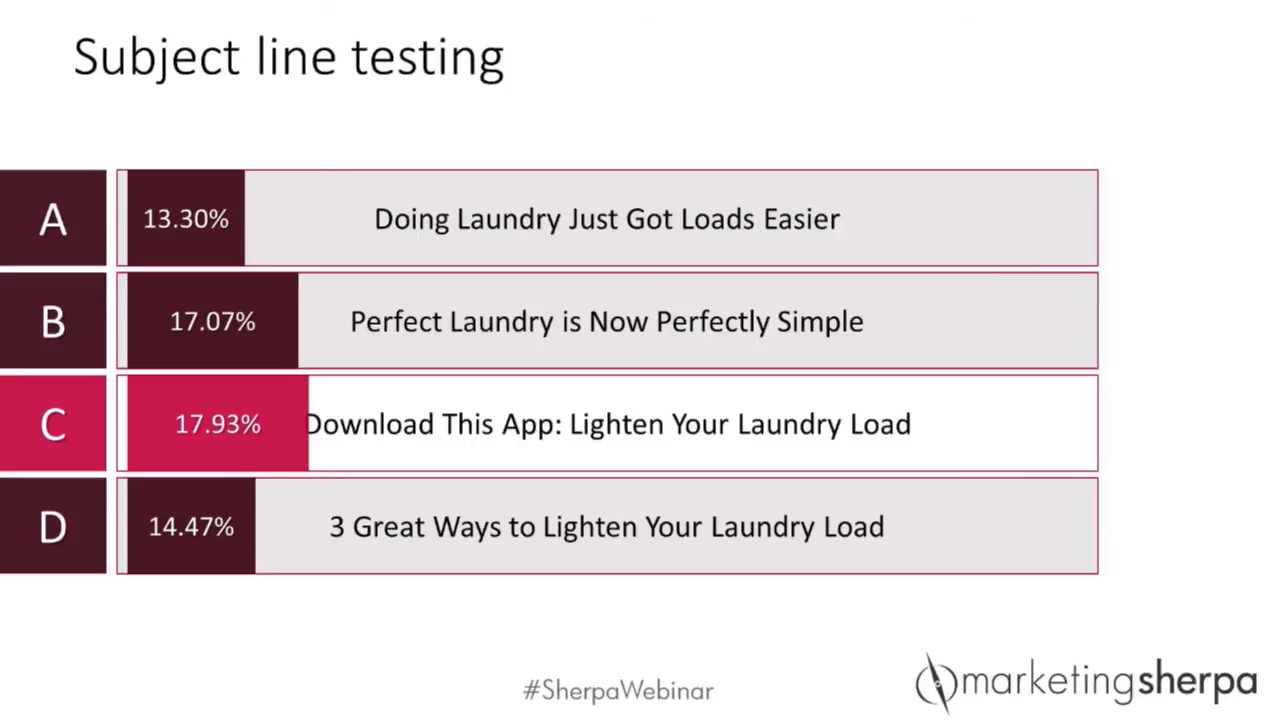 Subject line testing
A
13.30%
Doing Laundry Just Got Loads Easier
B
17.07%
Perfect Laundry is Now Perfectly Simple
C
17.93%
Download This App: Lighten Your Laundry Load
D
14.47%
3 Great Ways to Lighten Your Laundry Load
#SherpaWebinar
marketingsherpa